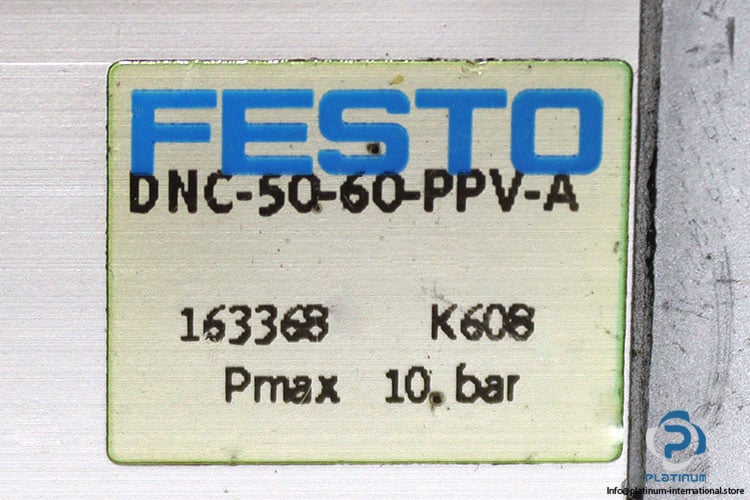 FESTO
DNC-50-60-PPV-A
163368 K608
Pmax 10. bar
PLATINUM
Info@platinum-international.store